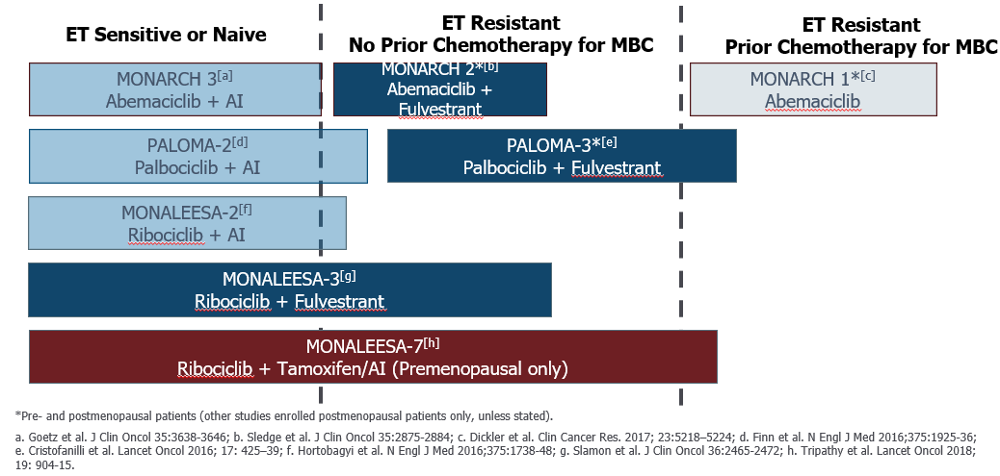 ET Sensitive or Naive
ET Resistant
No Prior Chemotherapy for MBC
ET Resistant
Prior Chemotherapy for MBC
MONARCH 3[a]
Abemaciclib + AI
MONARCH 2*[b]
Abemaciclib +
Fulvestrant
MONARCH 1*[c]
Abemaciclib
PALOMA-2[d]
Palbociclib + AI
PALOMA-3*[e]
Palbociclib + Fulvestrant
MONALEESA-2[f]
Ribociclib + AI
MONALEESA-3[g]
Ribociclib + Fulvestrant
MONALEESA-7[h]
Ribociclib + Tamoxifen/AI (Premenopausal only)
*Pre- and postmenopausal patients (other studies enrolled postmenopausal patients only, unless stated).
a. Goetz et al. J Clin Oncol 35:3638-3646; b. Sledge et al. J Clin Oncol 35:2875-2884; c. Dickler et al. Clin Cancer Res. 2017; 23:5218–5224; d. Finn et al. N Engl J Med 2016;375:1925-36;
e. Cristofanilli et al. Lancet Oncol 2016; 17: 425–39; f. Hortobagyi et al. N Engl J Med 2016;375:1738-48; g. Slamon et al. J Clin Oncol 36:2465-2472; h. Tripathy et al. Lancet Oncol 2018;
19: 904-15.